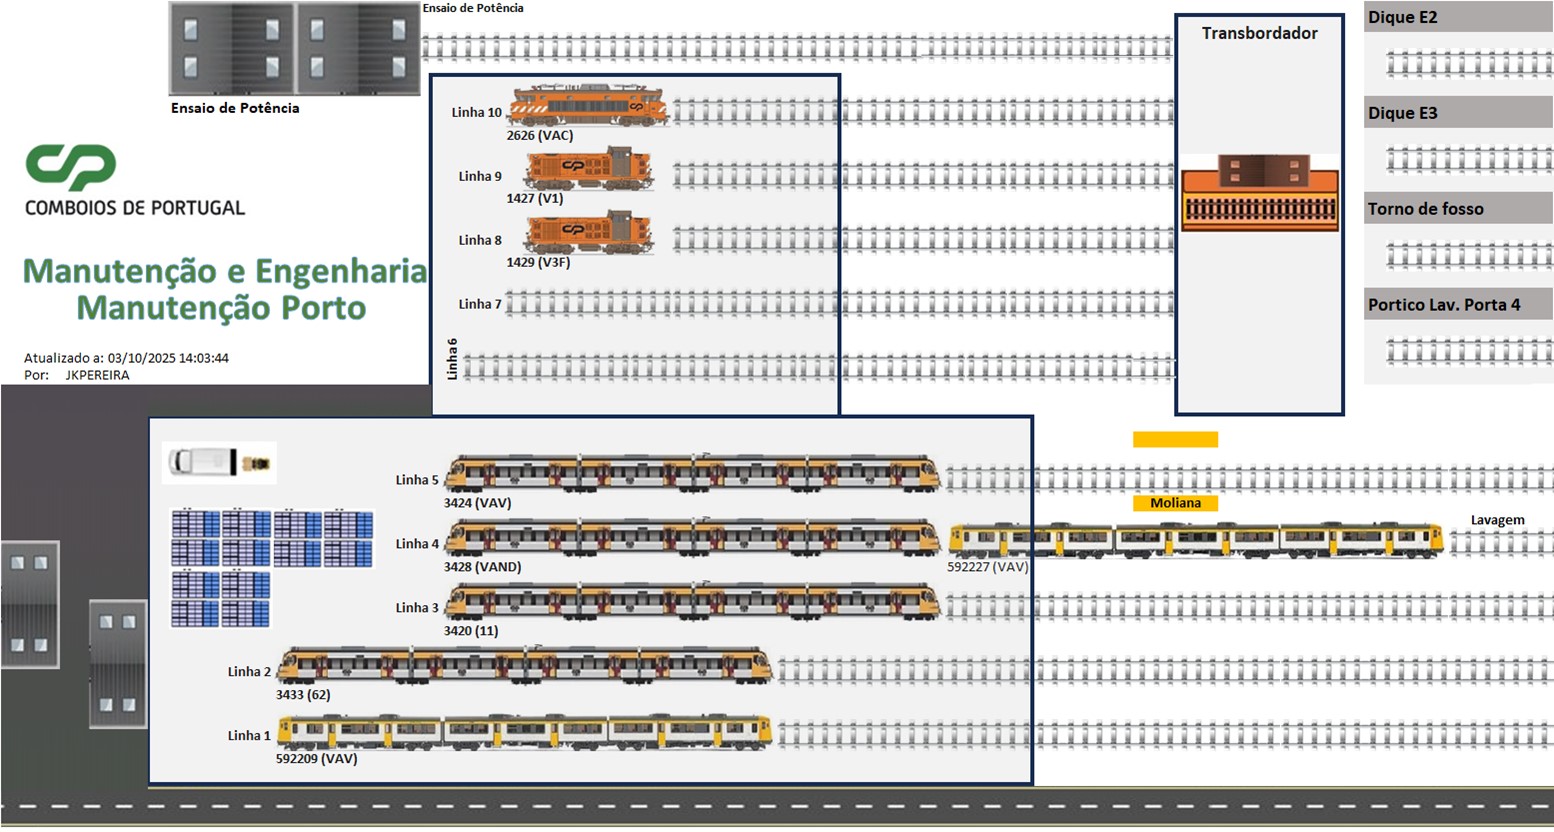 Ensaio de Potência
Ensaio de Potência
Transbordador
Dique E2
Dique E3
Torno de fosso
Portico Lav. Porta 4
CP
COMBOIOS DE PORTUGAL
Manutenção e Engenharia
Manutenção Porto
Atualizado a: 03/10/2025 14:03:44
Por: JKPEREIRA
Linha 10
2626 (VAC)
Linha 9
1427 (V1)
Linha 8
1429 (V3F)
Linha 7
Linha 6
Linha 5
3424 (VAV)
Moliana
Linha 4
3428 (VAND)
592227 (VAV)
Lavagem
Linha 3
3420 (11)
Linha 2
3433 (62)
Linha 1
592209 (VAV)